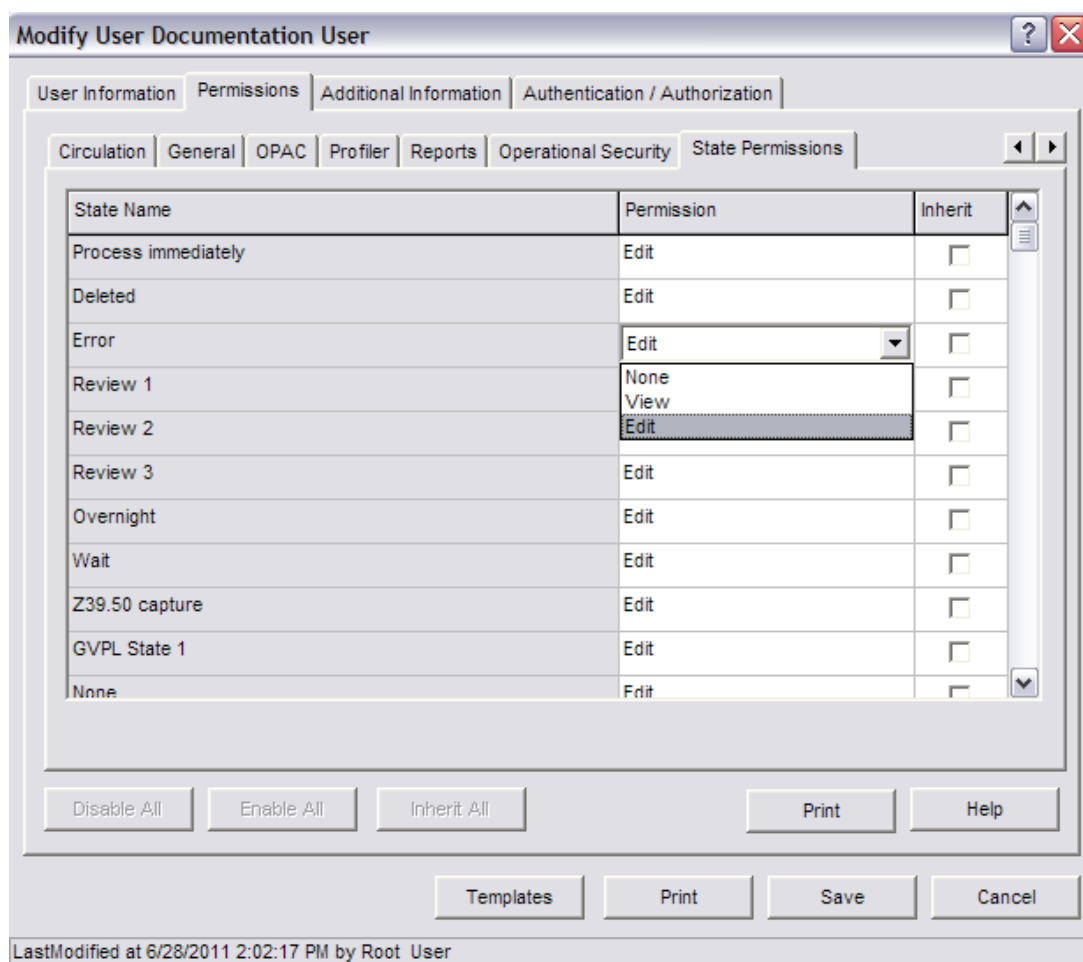 Modify User Documentation User
?
User Information Permissions Additional Information Authentication / Authorization
Circulation General OPAC Profiler Reports Operational Security State Permissions
State Name Permission Inherit
Process immediately Edit
Deleted Edit
Error Edit
Review 1 None
View
Review 2 Edit
Review 3 Edit
Overnight Edit
Wait Edit
Z39.50 capture Edit
GVPL State 1 Edit
None Edit
Disable All Enable All Inherit All Print Help
Templates Print Save Cancel
LastModified at 6/28/2011 2:02:17 PM by Root User